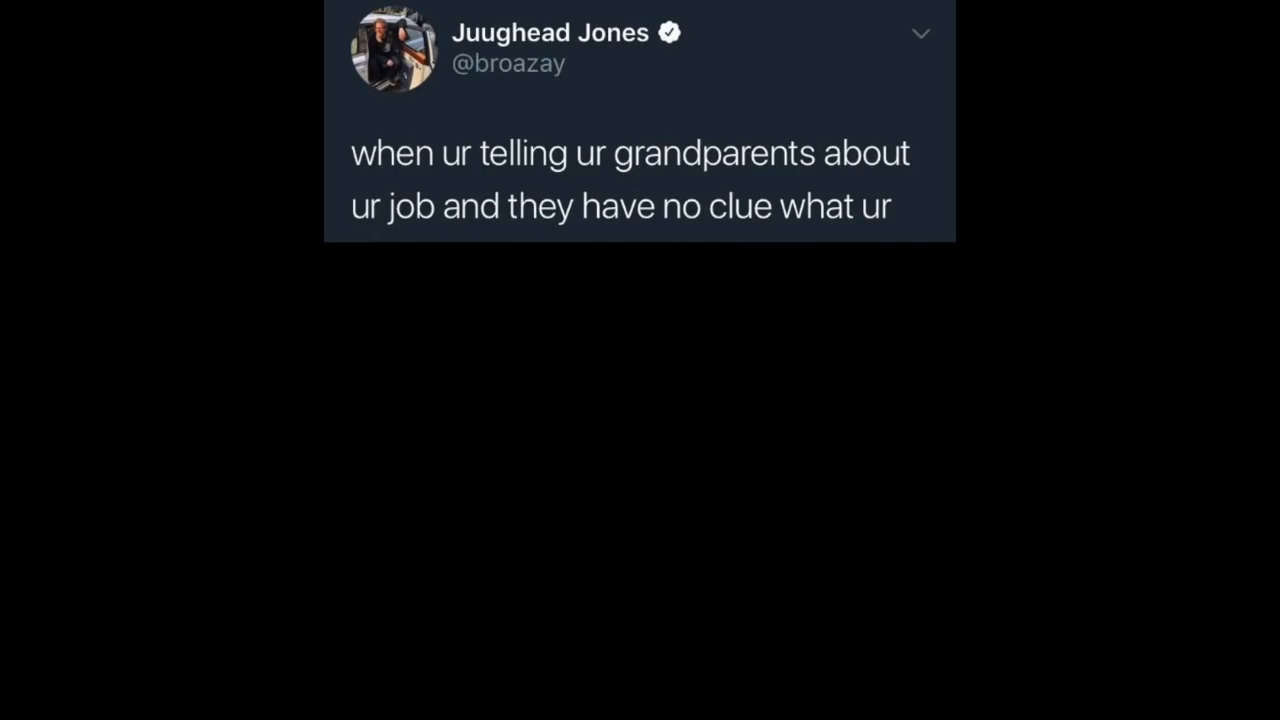 Juughead Jones
@broazay
when ur telling ur grandparents about
ur job and they have no clue what ur